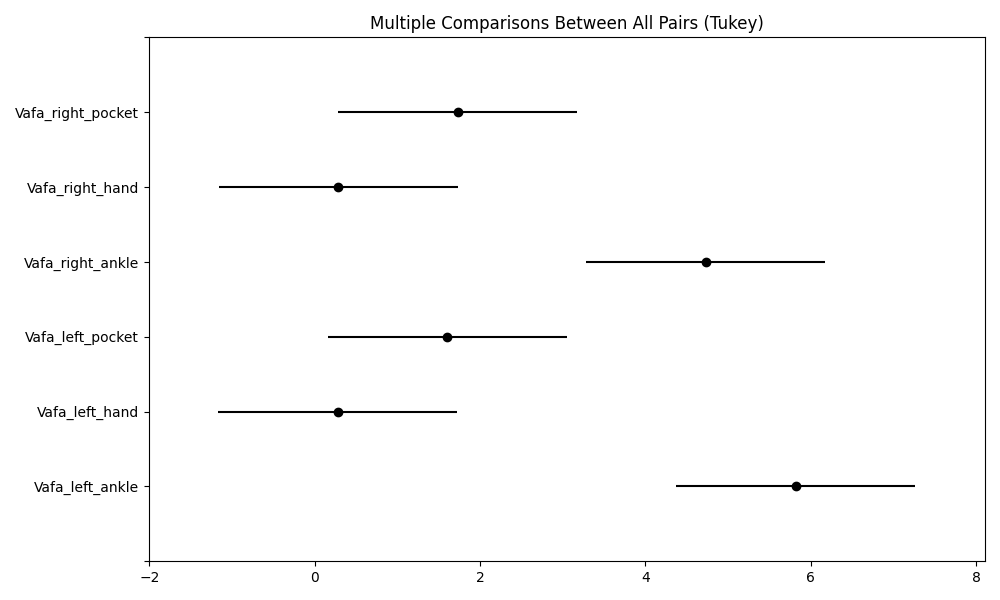 Multiple Comparisons Between All Pairs (Tukey)
Vafa_right_pocket
Vafa_right_hand
Vafa_right_ankle
Vafa_left_pocket
Vafa_left_hand
Vafa_left_ankle
−2 0 2 4 6 8